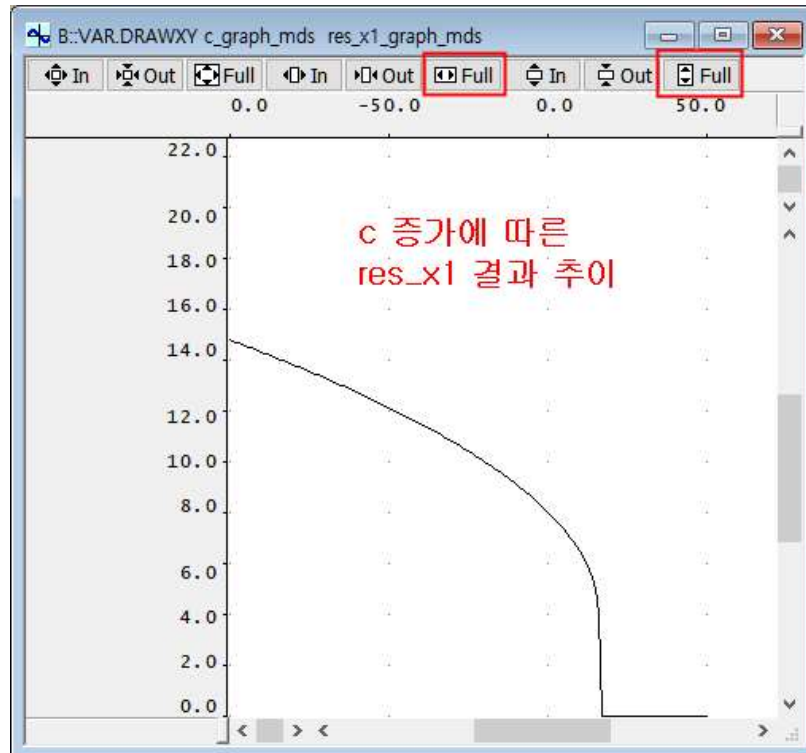 B::VAR.DRAWXY c_graph_mds res_x1_graph_mds
In Out Full In Out Full In Out Full
0.0 -50.0 0.0 50.0
22.0
20.0
c 증가에 따른
18.0
res_x1 결과 추이
16.0
14.0
12.0
10.0
8.0
6.0
4.0
2.0
0.0